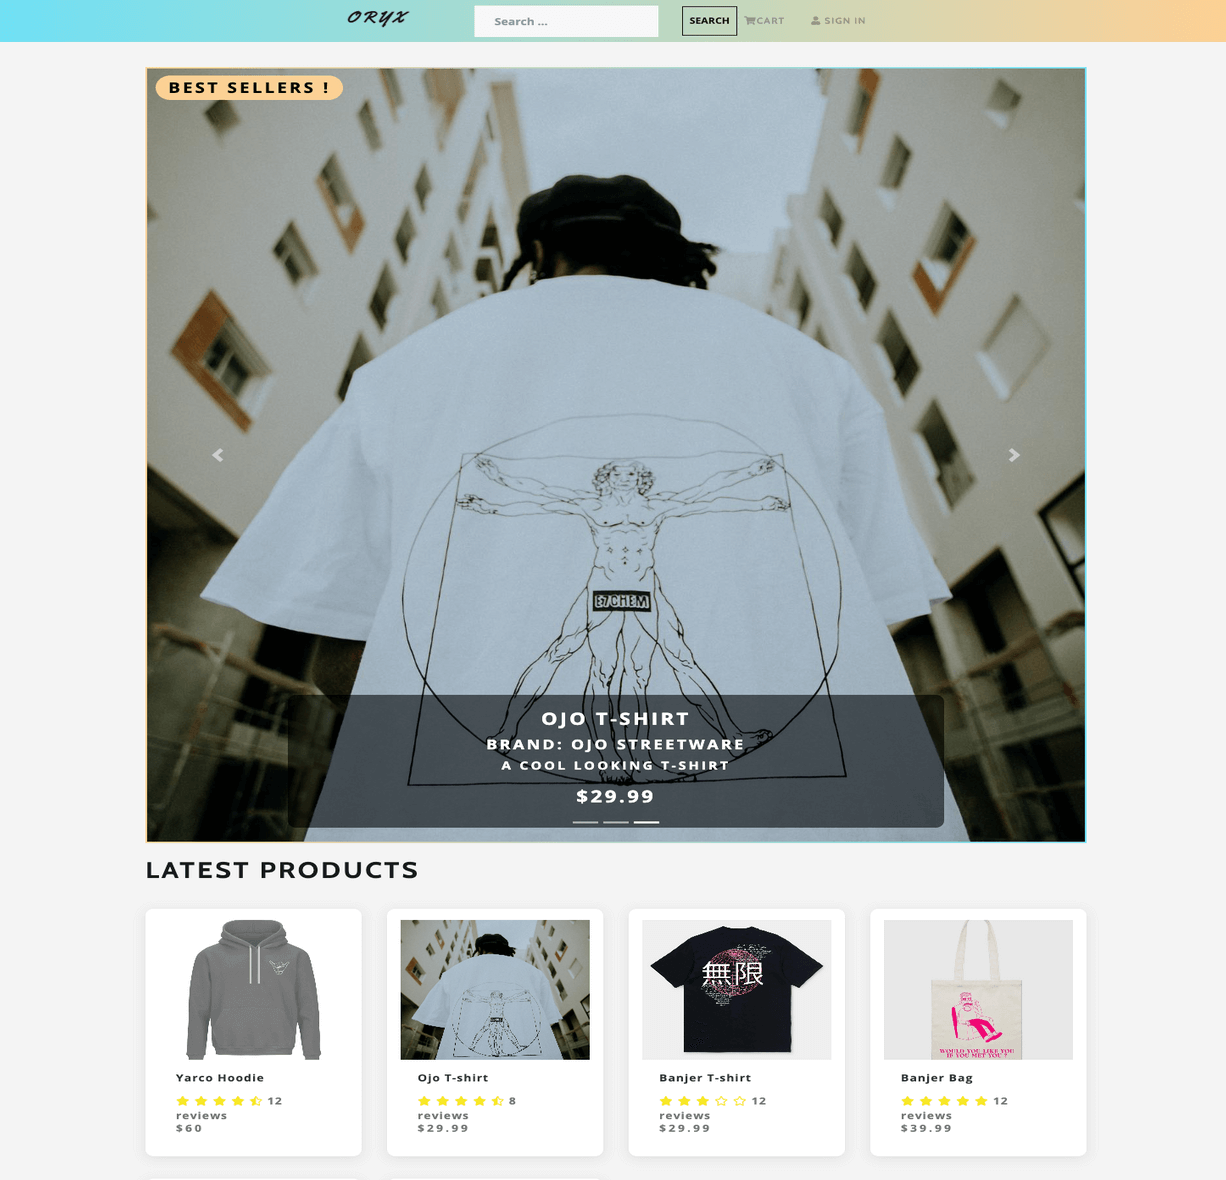 ORYX
Search ...
SEARCH
CART
SIGN IN
BEST SELLERS !
E7CHEM
OJO T-SHIRT
BRAND: OJO STREETWARE
A COOL LOOKING T-SHIRT
$29.99
LATEST PRODUCTS
無限
WOULD YOU LIKE YOU
IF YOU MET YOU ?
Yarco Hoodie
12
reviews
$60
Ojo T-shirt
8
reviews
$29.99
Banjer T-shirt
12
reviews
$29.99
Banjer Bag
12
reviews
$39.99